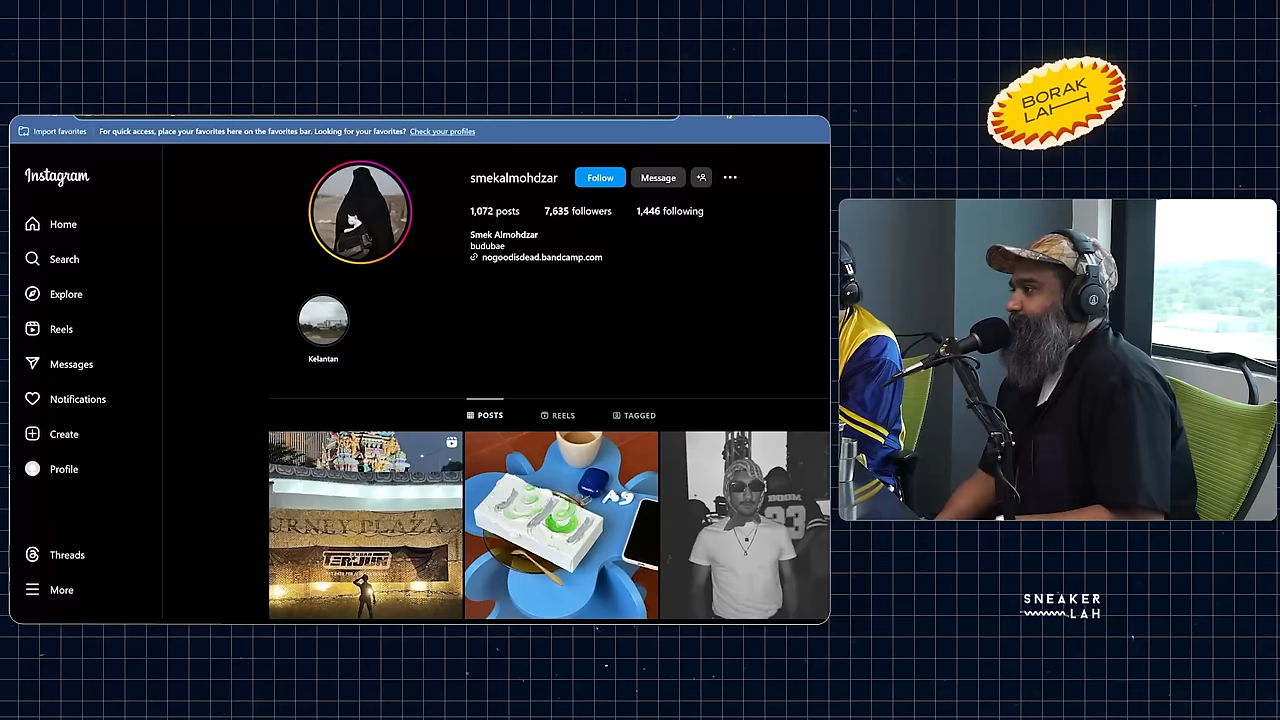 BORAK
LAH
Import favorites
For quick access, place your favorites here on the favorites bar. Looking for your favorites? Check your profiles
Instagram
smekalmohdzar
Follow
Message
1,072 posts
7,635 followers
1,446 following
Smek Almohdzar
budubae
nogoodisdead.bandcamp.com
Home
Search
Explore
Reels
Messages
Notifications
Create
Profile
Threads
More
Kelantan
POSTS
REELS
TAGGED
URNEY PLAZA
TERJUN
BOOM
23
SNEAKER
LAH